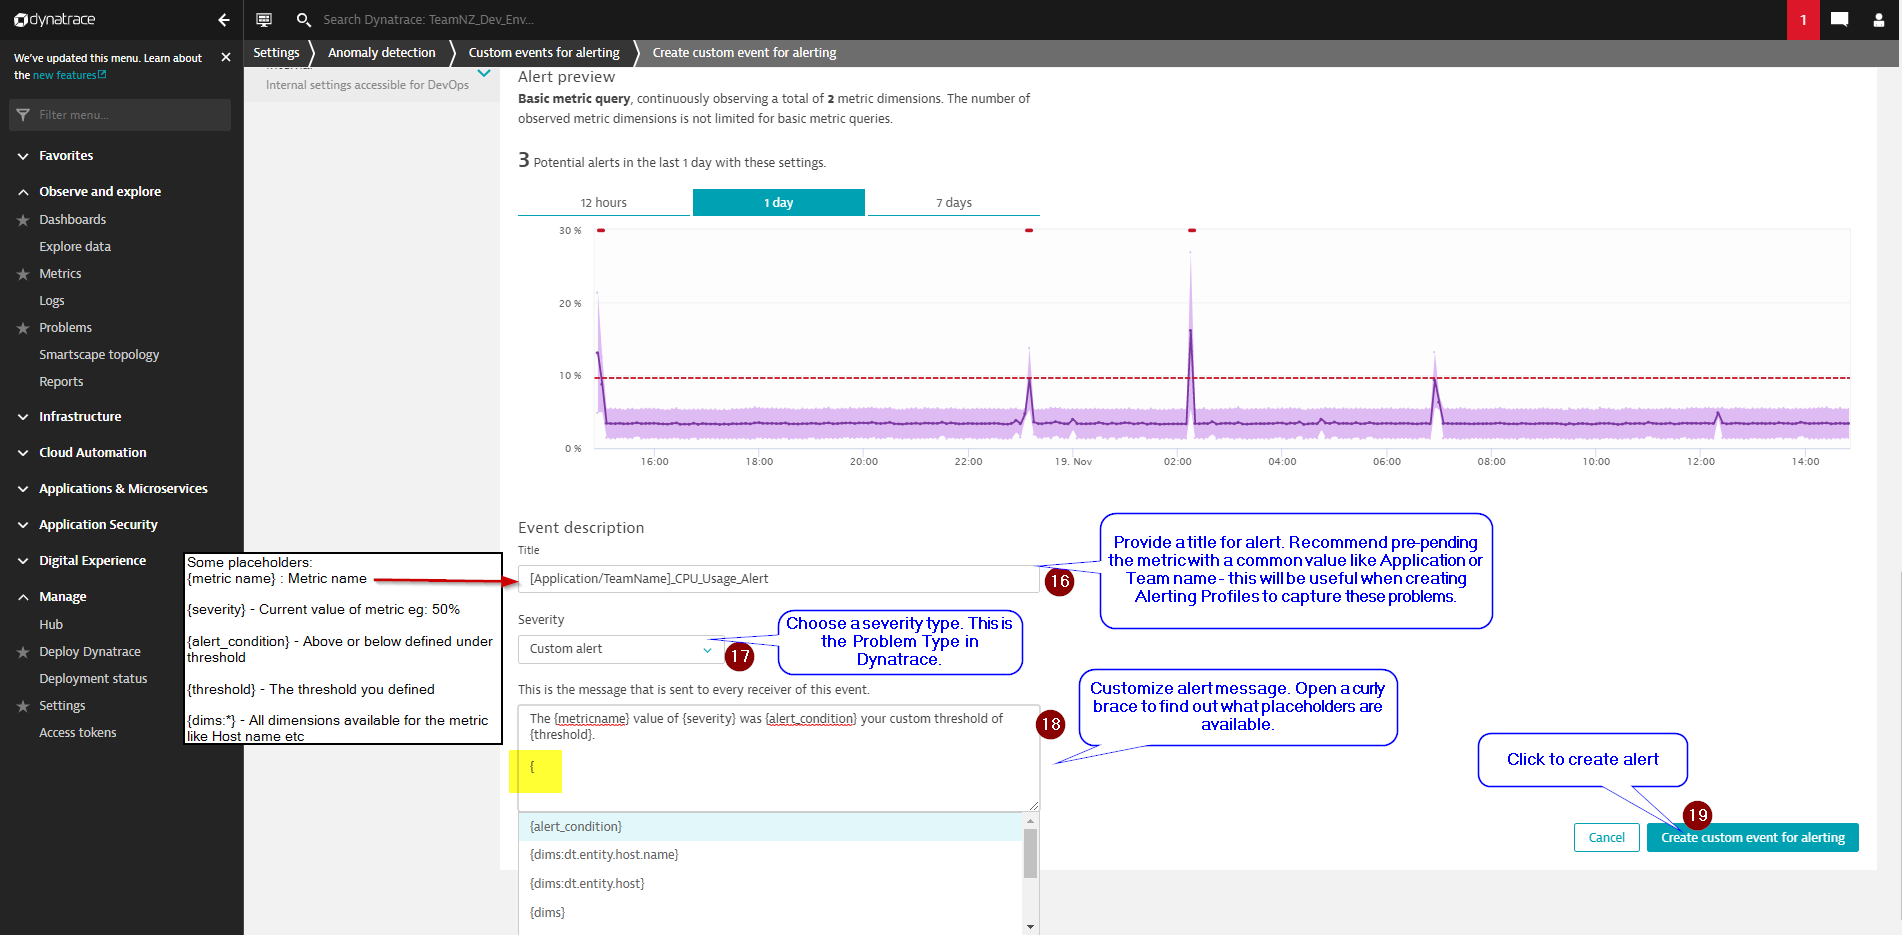 dynatrace
Search Dynatrace: TeamNZ_Dev_Env...
1
We've updated this menu. Learn about
the new features
Settings
Anomaly detection
Custom events for alerting
Create custom event for alerting
Filter menu...
Favorites
Observe and explore
Dashboards
Explore data
Metrics
Logs
Problems
Smartscape topology
Reports
Infrastructure
Cloud Automation
Applications & Microservices
Application Security
Digital Experience
Manage
Hub
Deploy Dynatrace
Deployment status
Settings
Access tokens
Internal settings accessible for DevOps
Alert preview
Basic metric query, continuously observing a total of 2 metric dimensions. The number of
observed metric dimensions is not limited for basic metric queries.
3 Potential alerts in the last 1 day with these settings.
12 hours
1 day
7 days
30 %
20 %
10 %
0 %
16:00
18:00
20:00
22:00
19. Nov
02:00
04:00
06:00
08:00
10:00
12:00
14:00
Some placeholders:
{metric name} : Metric name
{severity} - Current value of metric eg: 50%
{alert_condition} - Above or below defined under
threshold
{threshold} - The threshold you defined
{dims:*} - All dimensions available for the metric
like Host name etc
Event description
Title
[Application/TeamName]_CPU_Usage_Alert
16
Provide a title for alert. Recommend pre-pending
the metric with a common value like Application or
Team name - this will be useful when creating
Alerting Profiles to capture these problems.
Severity
Custom alert
17
Choose a severity type. This is
the Problem Type in
Dynatrace.
This is the message that is sent to every receiver of this event.
The {metricname} value of {severity} was {alert_condition} your custom threshold of
{threshold}.
{
18
Customize alert message. Open a curly
brace to find out what placeholders are
available.
{alert_condition}
{dims:dt.entity.host.name}
{dims:dt.entity.host}
{dims}
Click to create alert
19
Cancel
Create custom event for alerting